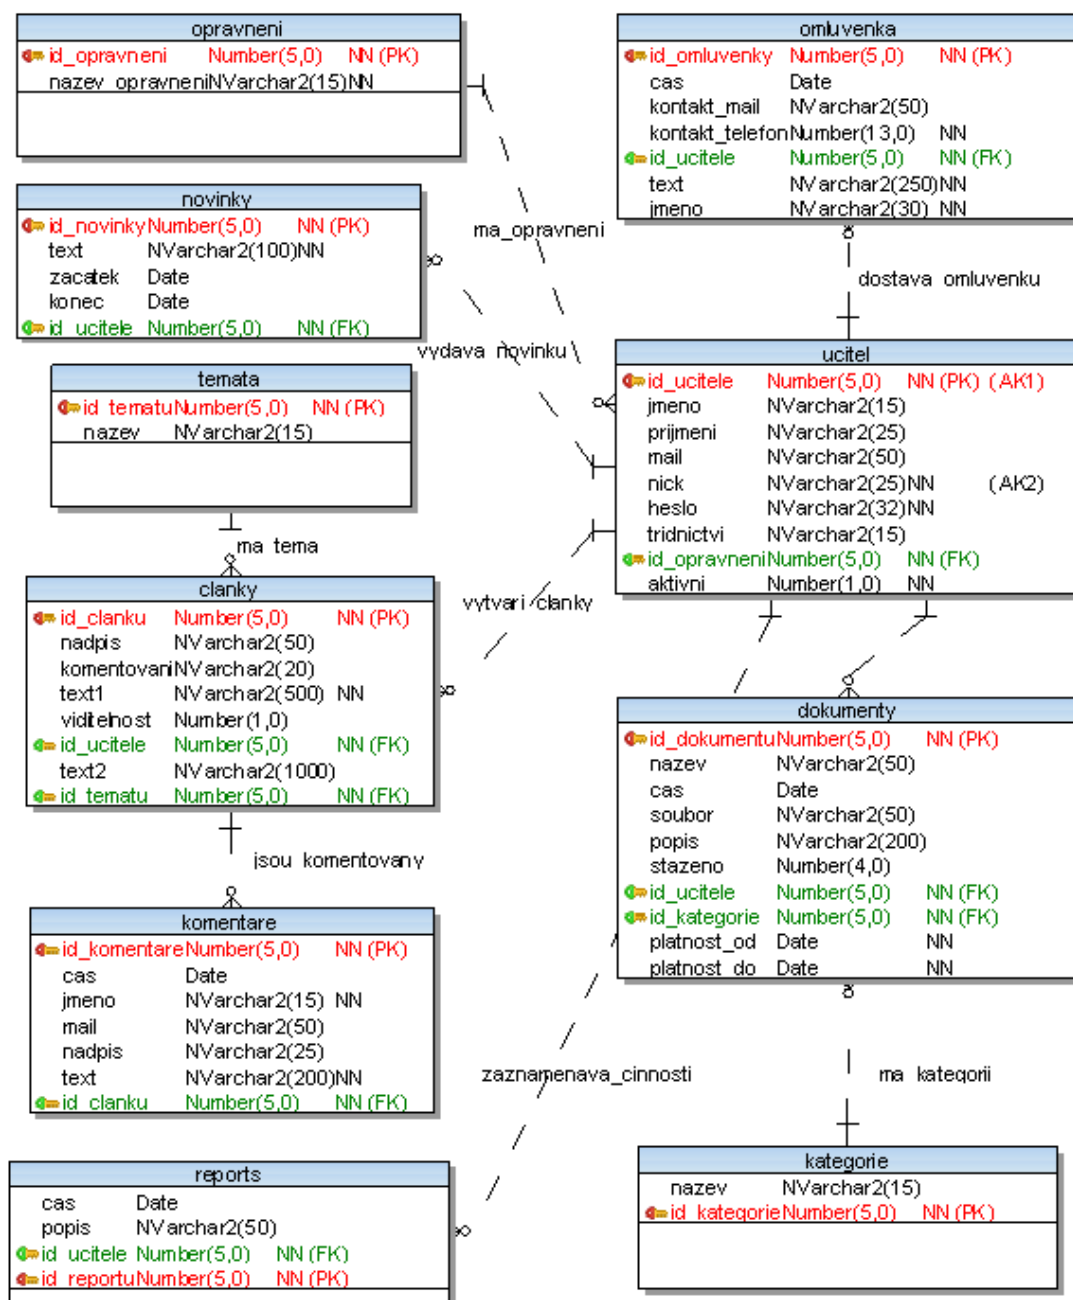 opravneni
id_opravneni Number(5,0) NN (PK)
nazev_opravneni NVarchar2(15) NN
omluvenka
id_omluvenky Number(5,0) NN (PK)
cas Date
kontakt_mail NVarchar2(50)
kontakt_telefon Number(13,0) NN
id_ucitele Number(5,0) NN (FK)
text NVarchar2(250) NN
jmeno NVarchar2(30) NN
novinky
id_novinky Number(5,0) NN (PK)
text NVarchar2(100) NN
zacatek Date
konec Date
id_ucitele Number(5,0) NN (FK)
ma_opravneni
dostava omluvenku
vydava novinku
temata
id_tematu Number(5,0) NN (PK)
nazev NVarchar2(15)
ucitel
id_ucitele Number(5,0) NN (PK) (AK1)
jmeno NVarchar2(15)
prijmeni NVarchar2(25)
mail NVarchar2(50)
nick NVarchar2(25) NN (AK2)
heslo NVarchar2(32) NN
tridnictvi NVarchar2(15)
id_opravneni Number(5,0) NN (FK)
aktivni Number(1,0) NN
ma tema
clanky
id_clanku Number(5,0) NN (PK)
nadpis NVarchar2(50)
komentovani NVarchar2(20)
text1 NVarchar2(500) NN
viditelnost Number(1,0)
id_ucitele Number(5,0) NN (FK)
text2 NVarchar2(1000)
id_tematu Number(5,0) NN (FK)
vytvari clanky
dokumenty
id_dokumentu Number(5,0) NN (PK)
nazev NVarchar2(50)
cas Date
soubor NVarchar2(50)
popis NVarchar2(200)
stazeno Number(4,0)
id_ucitele Number(5,0) NN (FK)
id_kategorie Number(5,0) NN (FK)
platnost_od Date NN
platnost_do Date NN
jsou komentovany
komentare
id_komentare Number(5,0) NN (PK)
cas Date
jmeno NVarchar2(15) NN
mail NVarchar2(50)
nadpis NVarchar2(25)
text NVarchar2(200) NN
id_clanku Number(5,0) NN (FK)
zaznamenava_cinnosti
ma kategorii
reports
cas Date
popis NVarchar2(50)
id_ucitele Number(5,0) NN (FK)
id_reportu Number(5,0) NN (PK)
kategorie
nazev NVarchar2(15)
id_kategorie Number(5,0) NN (PK)